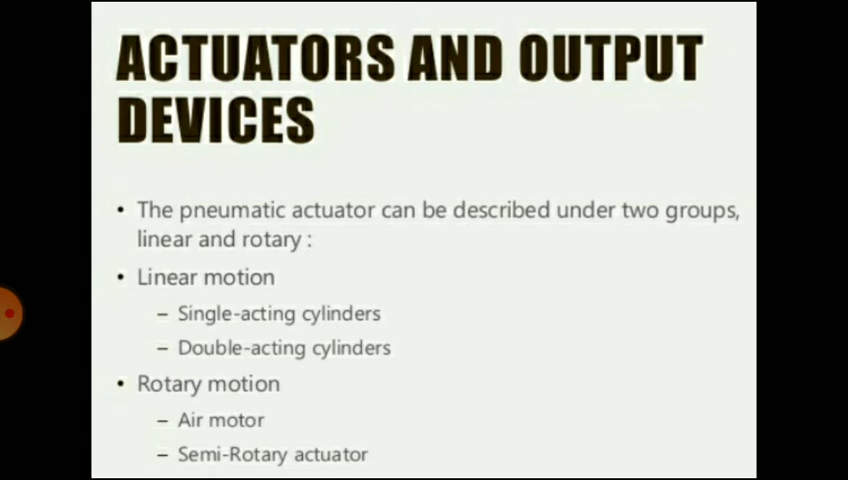 ACTUATORS AND OUTPUT
DEVICES
• The pneumatic actuator can be described under two groups,
linear and rotary :
• Linear motion
– Single-acting cylinders
– Double-acting cylinders
• Rotary motion
– Air motor
– Semi-Rotary actuator